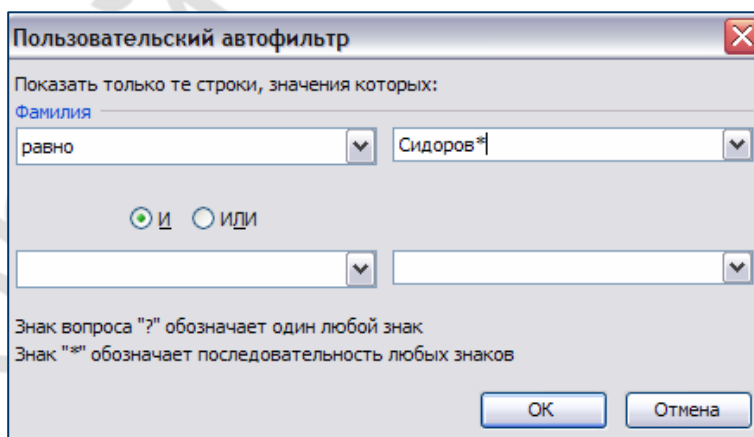 Пользовательский автофильтр
Показать только те строки, значения которых:
Фамилия
равно Сидоров*
И ИЛИ
Знак вопроса "?" обозначает один любой знак
Знак "*" обозначает последовательность любых знаков
ОК Отмена